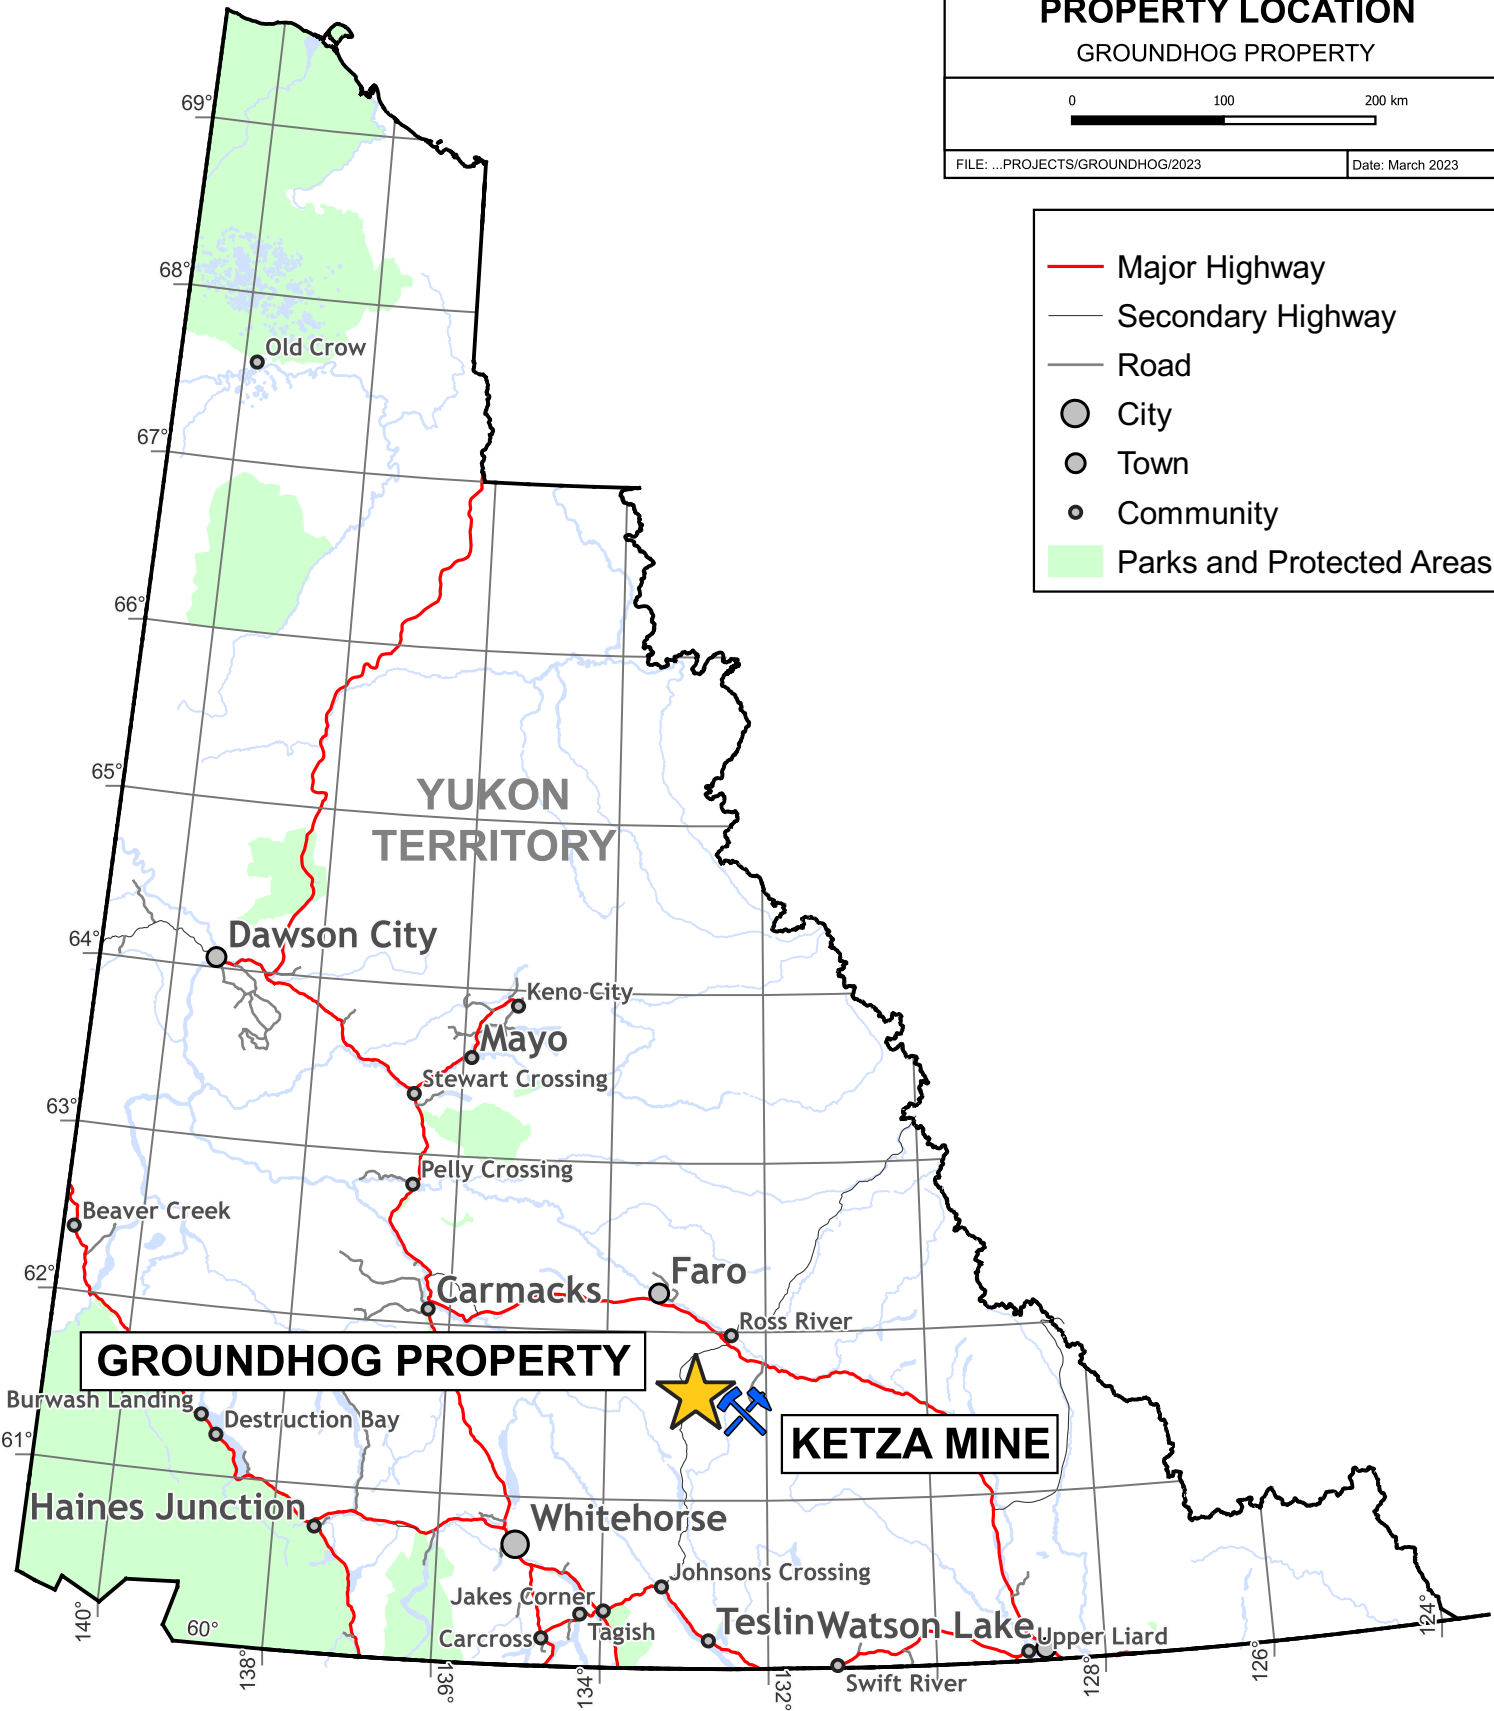 PROPERTY LOCATION
GROUNDHOG PROPERTY
0 100 200 km
FILE: ...PROJECTS/GROUNDHOG/2023 Date: March 2023
Major Highway
Secondary Highway
Road
City
Town
Community
Parks and Protected Areas
69°
68°
Old Crow
67°
66°
65°
YUKON
TERRITORY
64°
Dawson City
Keno City
Mayo
Stewart Crossing
63°
Pelly Crossing
Beaver Creek
62°
Carmacks
Faro
Ross River
GROUNDHOG PROPERTY
Burwash Landing
Destruction Bay
61°
KETZA MINE
Haines Junction
Whitehorse
Johnsons Crossing
Jakes Corner
Tagish
Carcross
Teslin
Watson Lake
Upper Liard
Swift River
60°
140°
138°
136°
134°
132°
128°
126°
124°